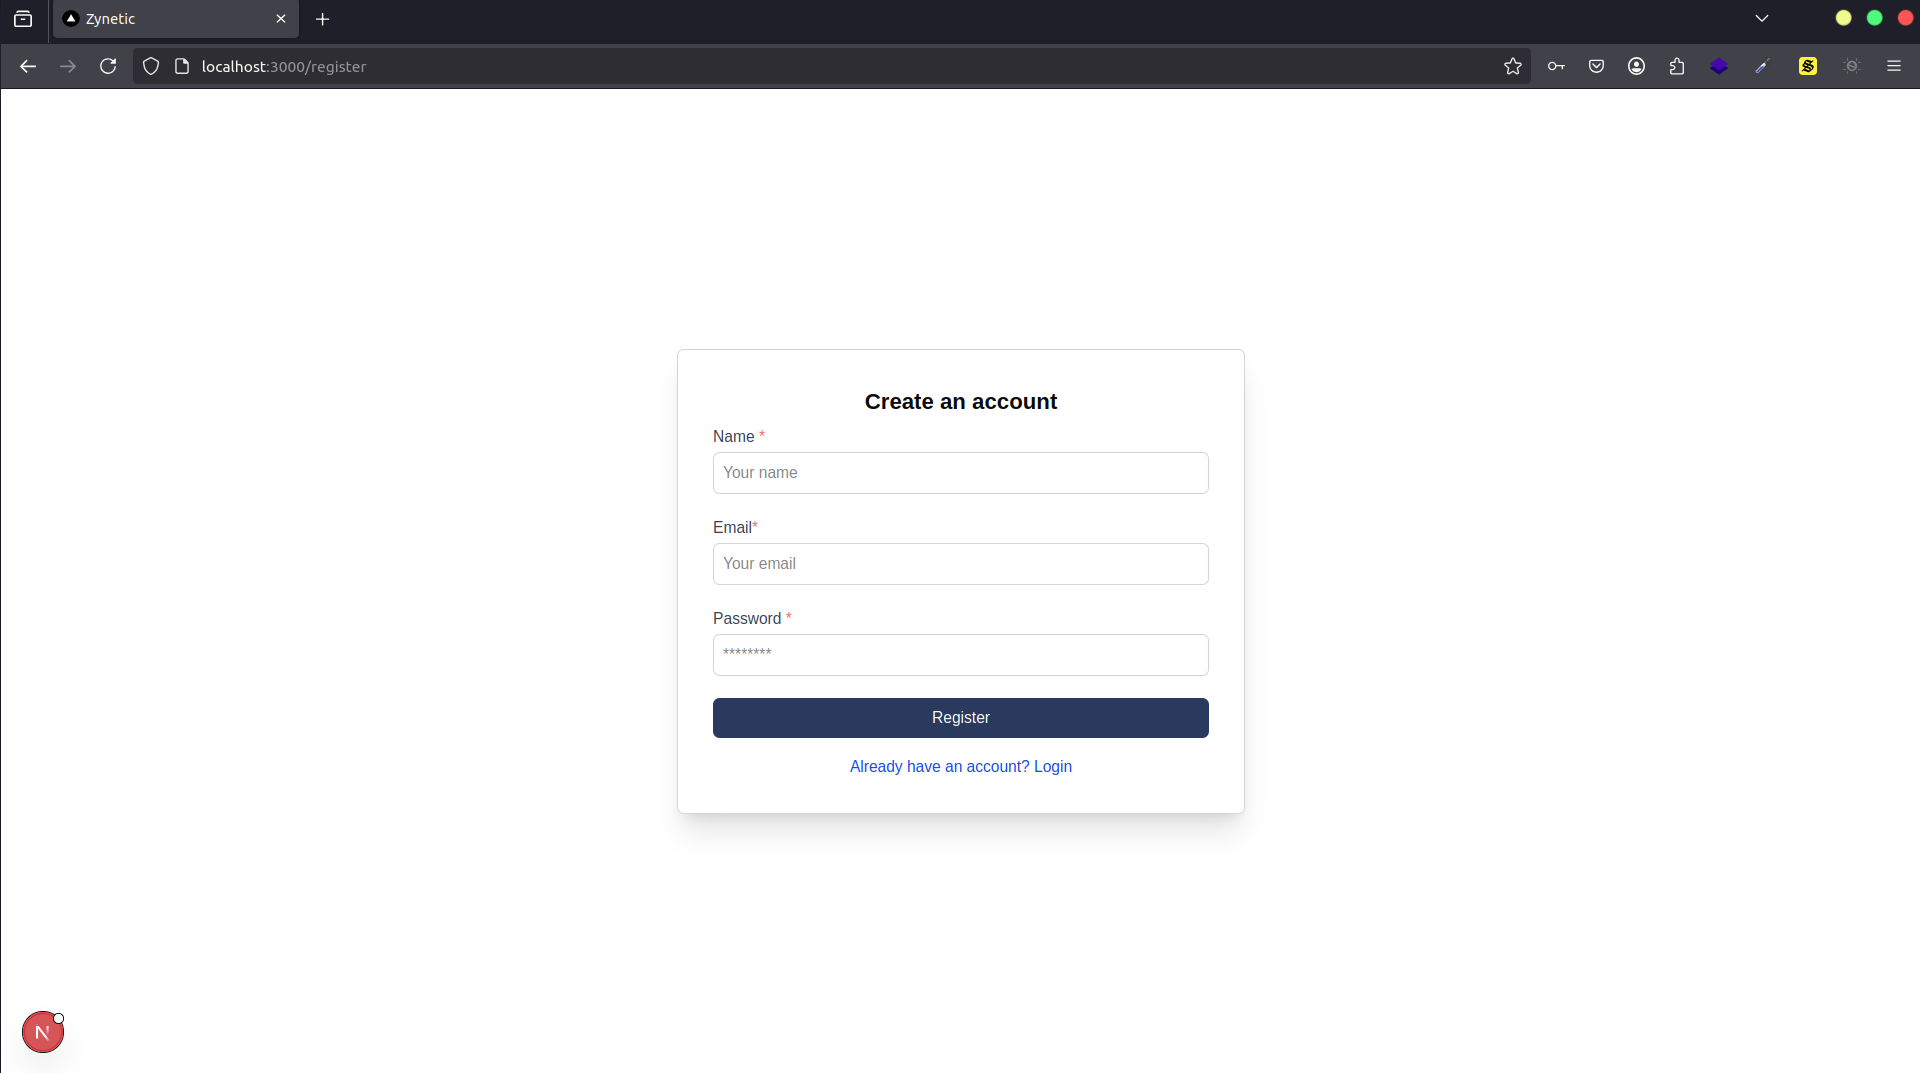 Zynetic
localhost:3000/register
Create an account
Name *
Your name
Email*
Your email
Password *
********
Register
Already have an account? Login
N